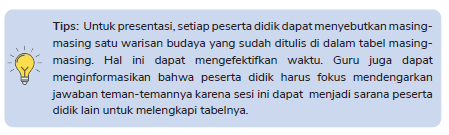 Tips: Untuk presentasi, setiap peserta didik dapat menyebutkan masing-
masing satu warisan budaya yang sudah ditulis di dalam tabel masing-
masing. Hal ini dapat mengefektifkan waktu. Guru juga dapat
menginformasikan bahwa peserta didik harus fokus mendengarkan
jawaban teman-temannya karena sesi ini dapat menjadi sarana peserta
didik lain untuk melengkapi tabelnya.